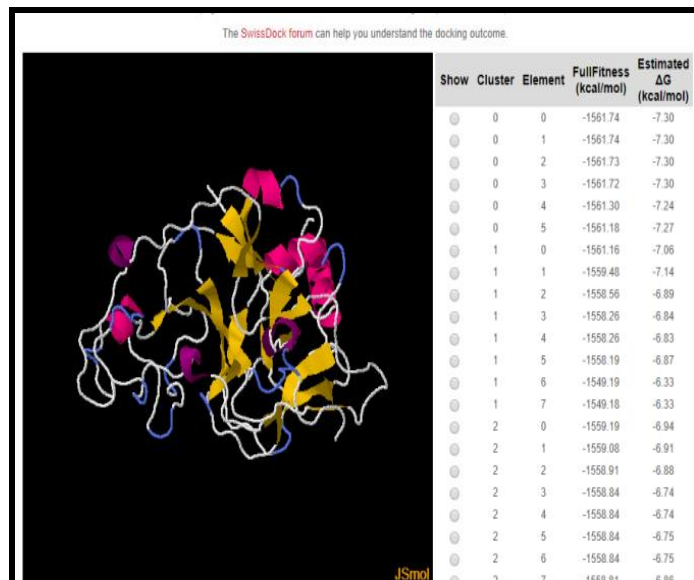 The SwissDock forum can help you understand the docking outcome.
Show Cluster Element FullFitness (kcal/mol) Estimated ΔG (kcal/mol)
0 0 -1561.74 -7.30
0 1 -1561.74 -7.30
0 2 -1561.73 -7.30
0 3 -1561.72 -7.30
0 4 -1561.30 -7.24
0 5 -1561.18 -7.27
1 0 -1561.16 -7.06
1 1 -1559.48 -7.14
1 2 -1558.56 -6.89
1 3 -1558.26 -6.84
1 4 -1558.26 -6.83
1 5 -1558.19 -6.87
1 6 -1549.19 -6.33
1 7 -1549.18 -6.33
2 0 -1559.19 -6.94
2 1 -1559.08 -6.91
2 2 -1558.91 -6.88
2 3 -1558.84 -6.74
2 4 -1558.84 -6.74
2 5 -1558.84 -6.75
2 6 -1558.84 -6.75
JSmol